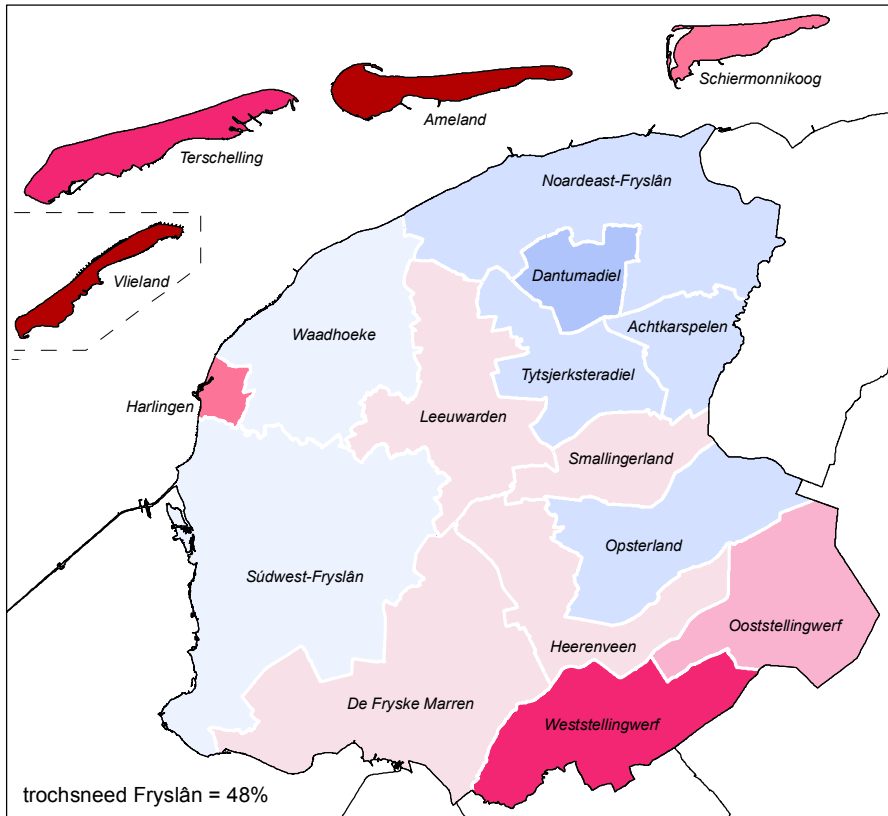 Schiermonnikoog
Ameland
Terschelling
Noardeast-Fryslân
Vlieland
Dantumadiel
Waadhoeke
Achtkarspelen
Tytsjerksteradiel
Harlingen
Leeuwarden
Smallingerland
Opsterland
Súdwest-Fryslân
Ooststellingwerf
Heerenveen
De Fryske Marren
Weststellingwerf
trochsneed Fryslân = 48%